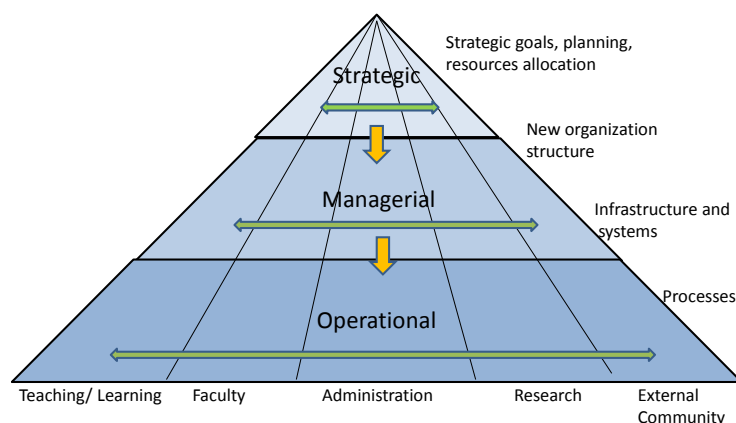 Strategic goals, planning,
resources allocation
Strategic
New organization
structure
Managerial
Infrastructure and
systems
Processes
Operational
Teaching/ Learning
Faculty
Administration
Research
External
Community